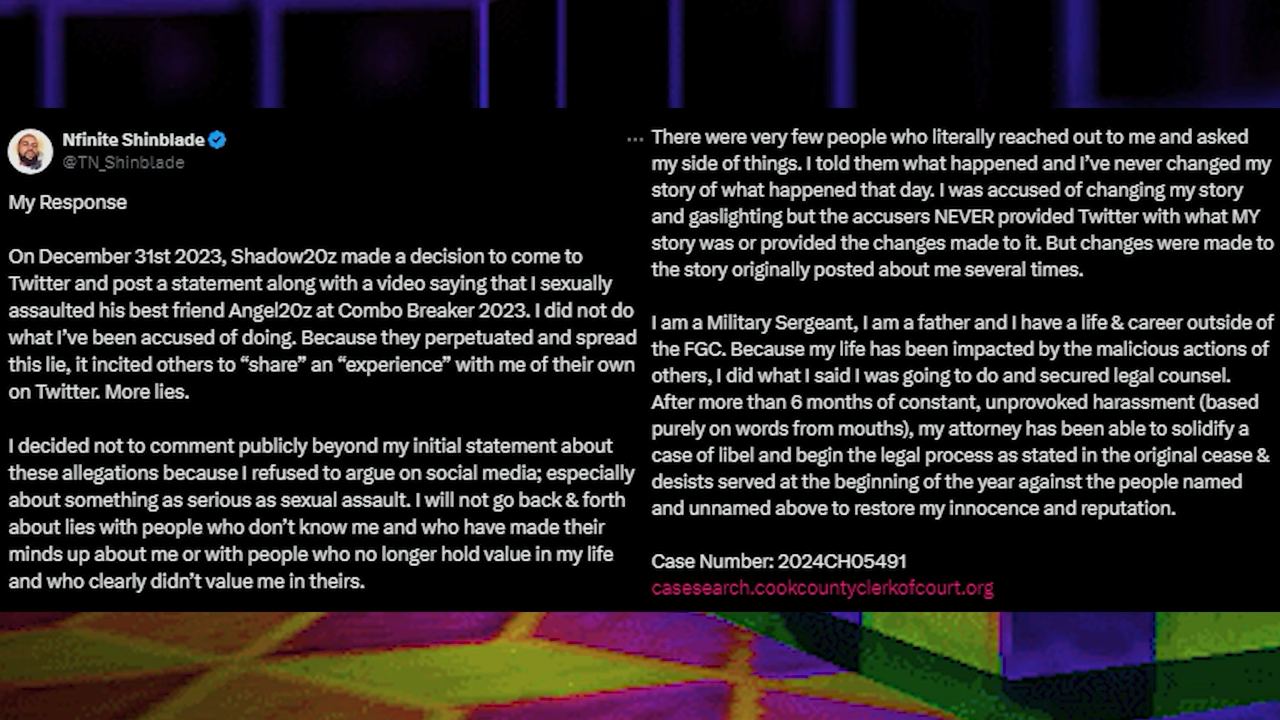 Nfinite Shinblade
@TN_Shinblade
My Response
On December 31st 2023, Shadow20z made a decision to come to
Twitter and post a statement along with a video saying that I sexually
assaulted his best friend Angel20z at Combo Breaker 2023. I did not do
what I’ve been accused of doing. Because they perpetuated and spread
this lie, it incited others to “share” an “experience” with me of their own
on Twitter. More lies.
I decided not to comment publicly beyond my initial statement about
these allegations because I refused to argue on social media; especially
about something as serious as sexual assault. I will not go back & forth
about lies with people who don’t know me and who have made their
minds up about me or with people who no longer hold value in my life
and who clearly didn’t value me in theirs.
There were very few people who literally reached out to me and asked
my side of things. I told them what happened and I’ve never changed my
story of what happened that day. I was accused of changing my story
and gaslighting but the accusers NEVER provided Twitter with what MY
story was or provided the changes made to it. But changes were made to
the story originally posted about me several times.
I am a Military Sergeant, I am a father and I have a life & career outside of
the FGC. Because my life has been impacted by the malicious actions of
others, I did what I said I was going to do and secured legal counsel.
After more than 6 months of constant, unprovoked harassment (based
purely on words from mouths), my attorney has been able to solidify a
case of libel and begin the legal process as stated in the original cease &
desists served at the beginning of the year against the people named
and unnamed above to restore my innocence and reputation.
Case Number: 2024CH05491
casesearch.cookcountyclerkofcourt.org